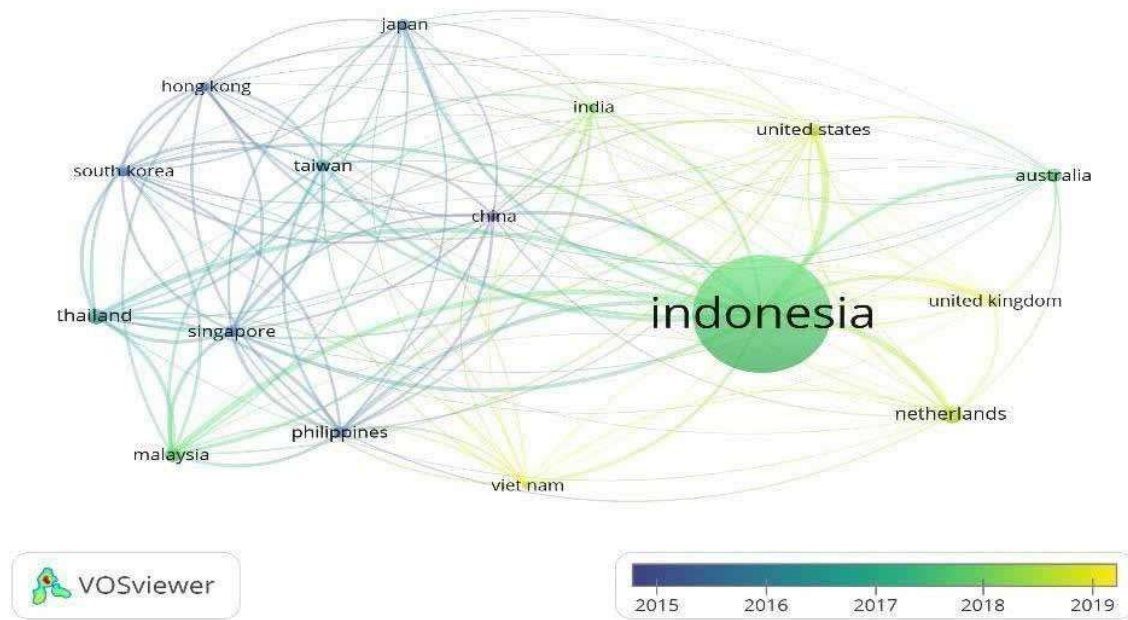 japan
hong kong
india
united states
south korea
taiwan
australia
china
indonesia
united kingdom
thailand
singapore
netherlands
philippines
malaysia
viet nam
VOSviewer
2015 2016 2017 2018 2019